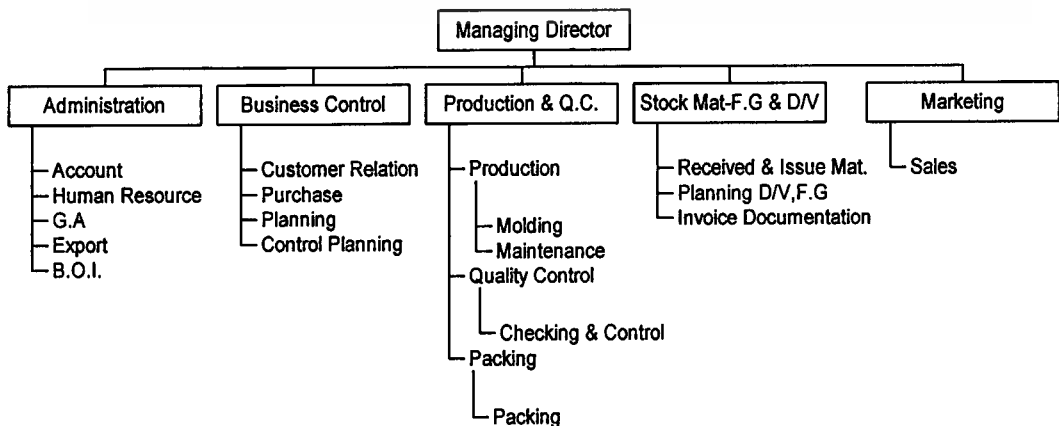 Managing Director
Administration
Account
Human Resource
G.A
Export
B.O.I.
Business Control
Customer Relation
Purchase
Planning
Control Planning
Production & Q.C.
Production
Molding
Maintenance
Quality Control
Checking & Control
Packing
Packing
Stock Mat-F.G & D/V
Received & Issue Mat.
Planning D/V,F.G
Invoice Documentation
Marketing
Sales